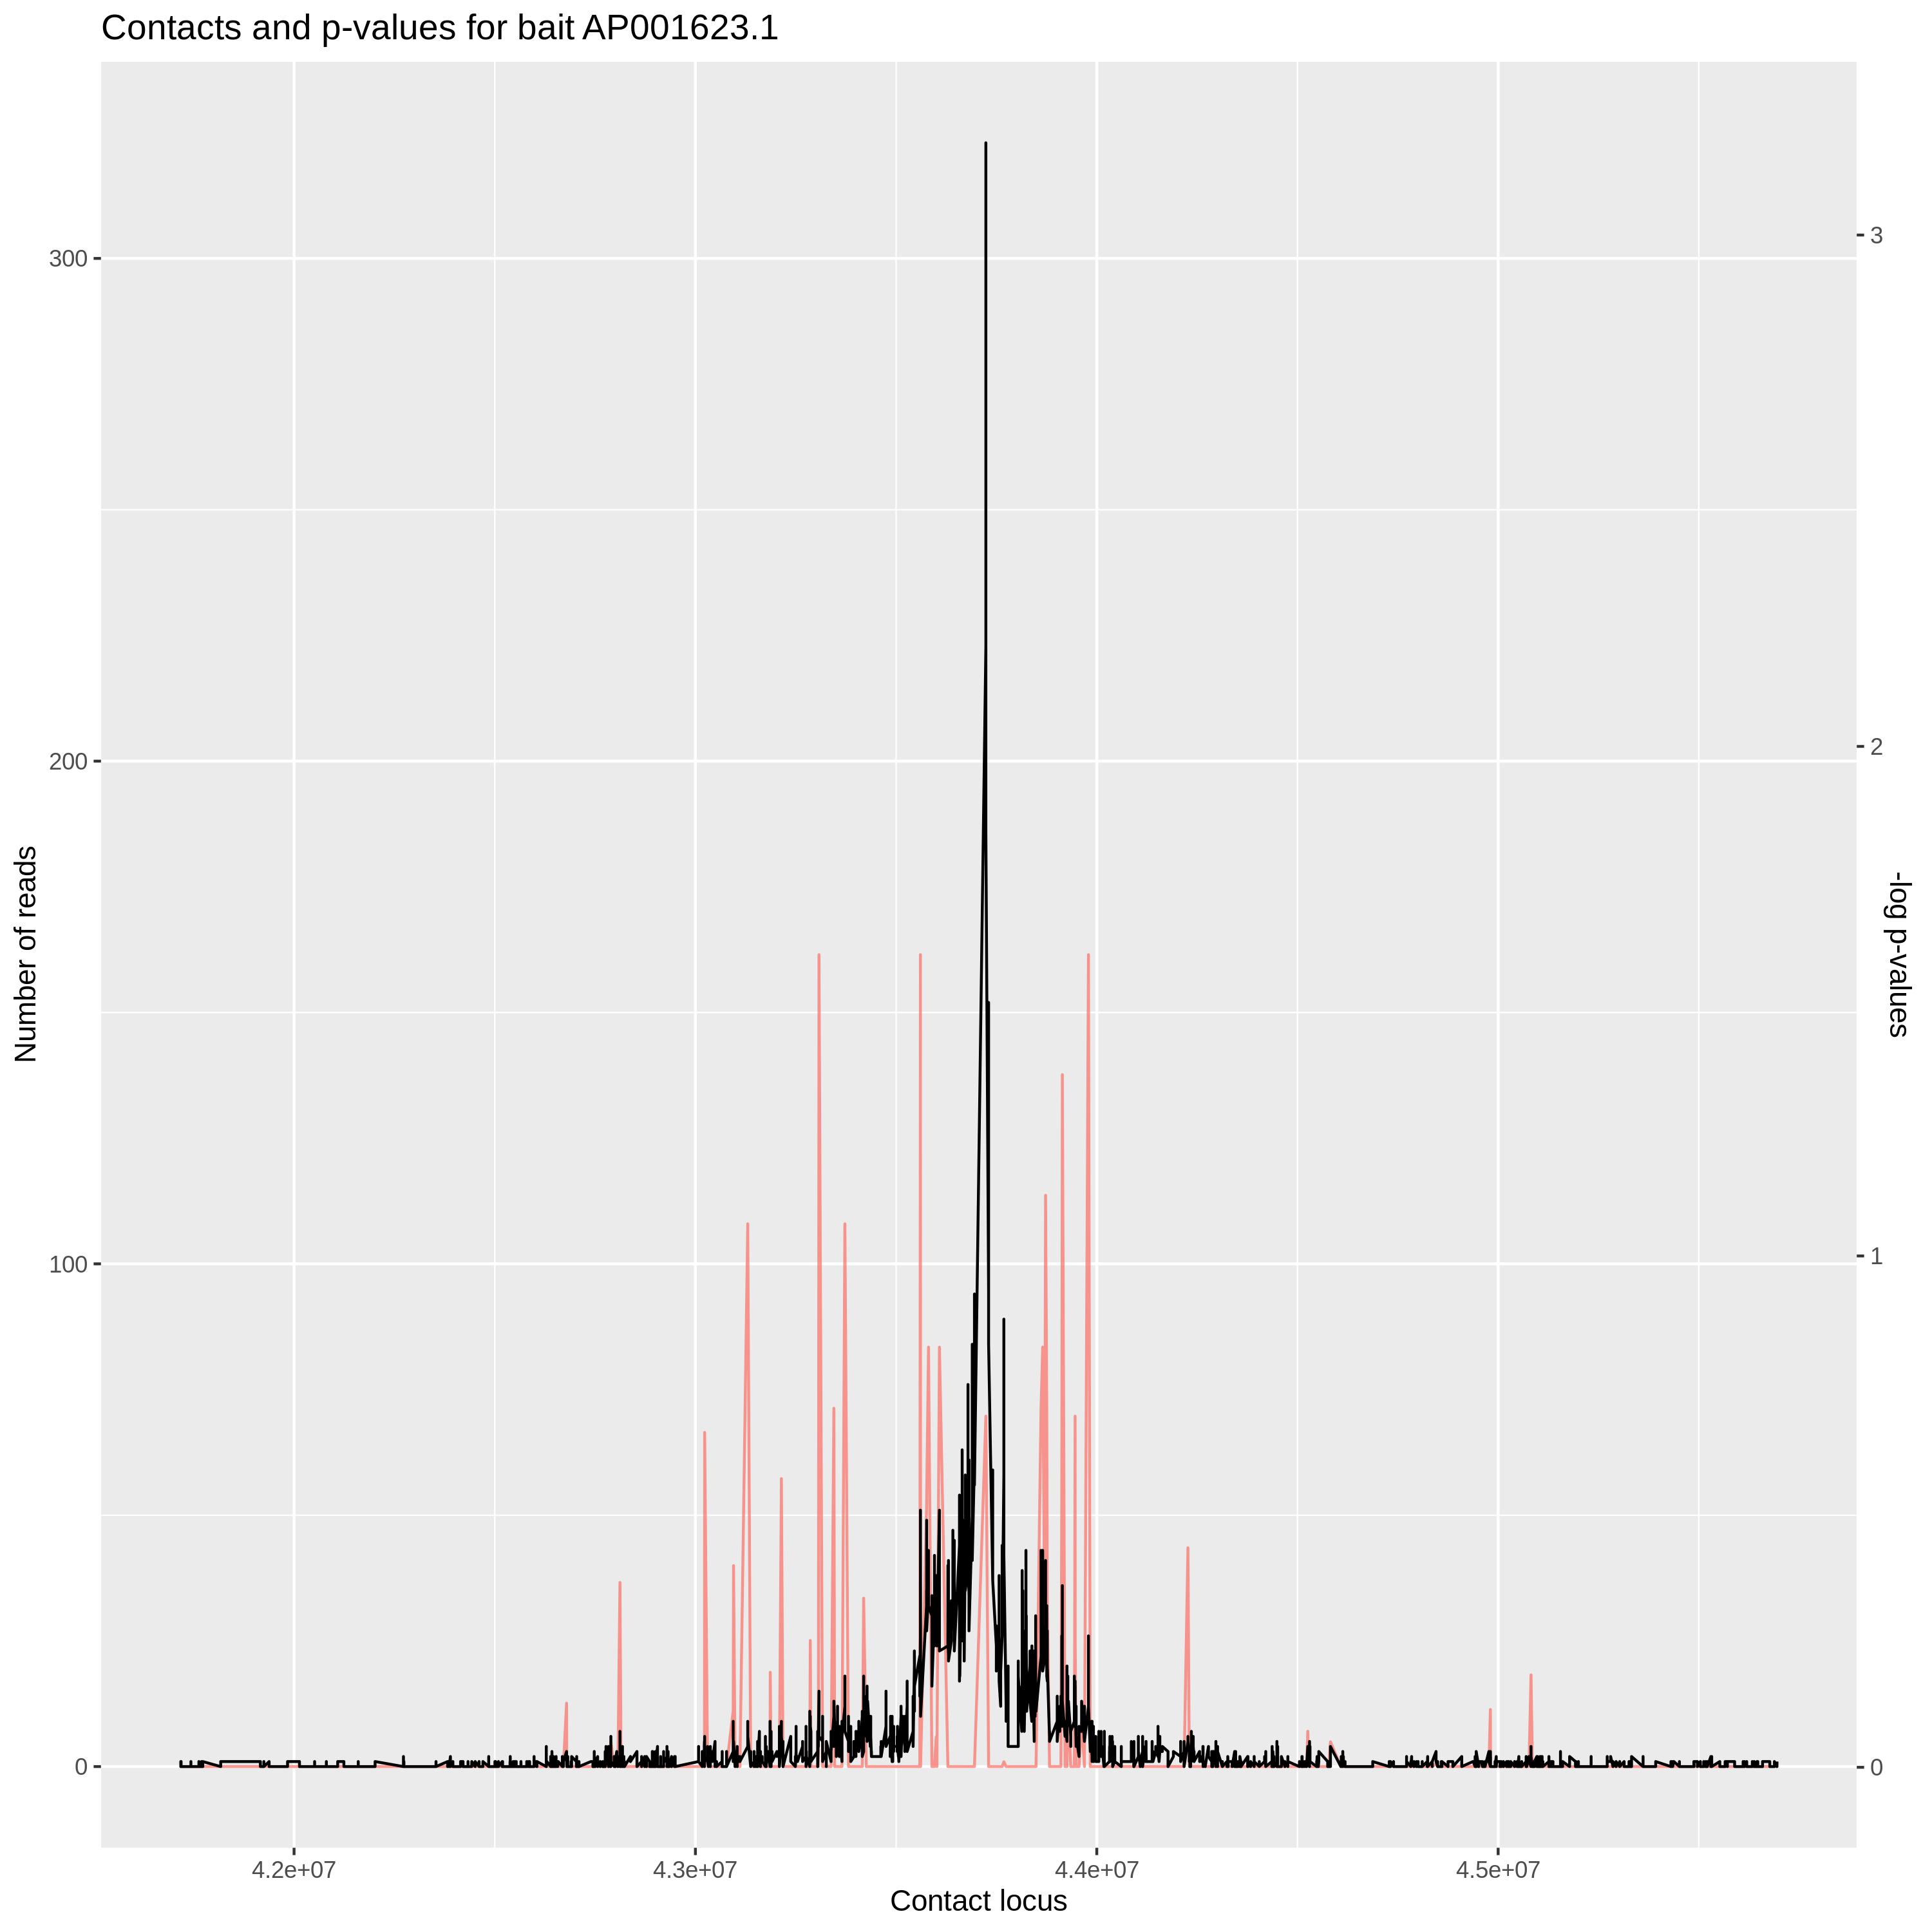 Contacts and p-values for bait AP001623.1
300
200
100
0
3
2
1
0
Number of reads
-log p-values
4.2e+07
4.3e+07
4.4e+07
4.5e+07
Contact locus